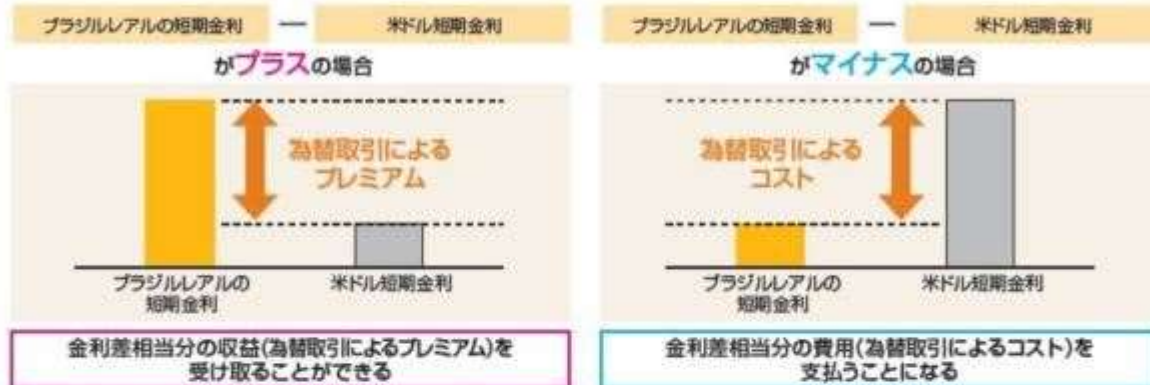 ブラジルレアルの短期金利 ー 米ドル短期金利
がプラスの場合
為替取引による
プレミアム
ブラジルレアルの
短期金利
米ドル短期金利
金利差相当分の収益(為替取引によるプレミアム)を
受け取ることができる
ブラジルレアルの短期金利 ー 米ドル短期金利
がマイナスの場合
為替取引による
コスト
ブラジルレアルの
短期金利
米ドル短期金利
金利差相当分の費用(為替取引によるコスト)を
支払うことになる